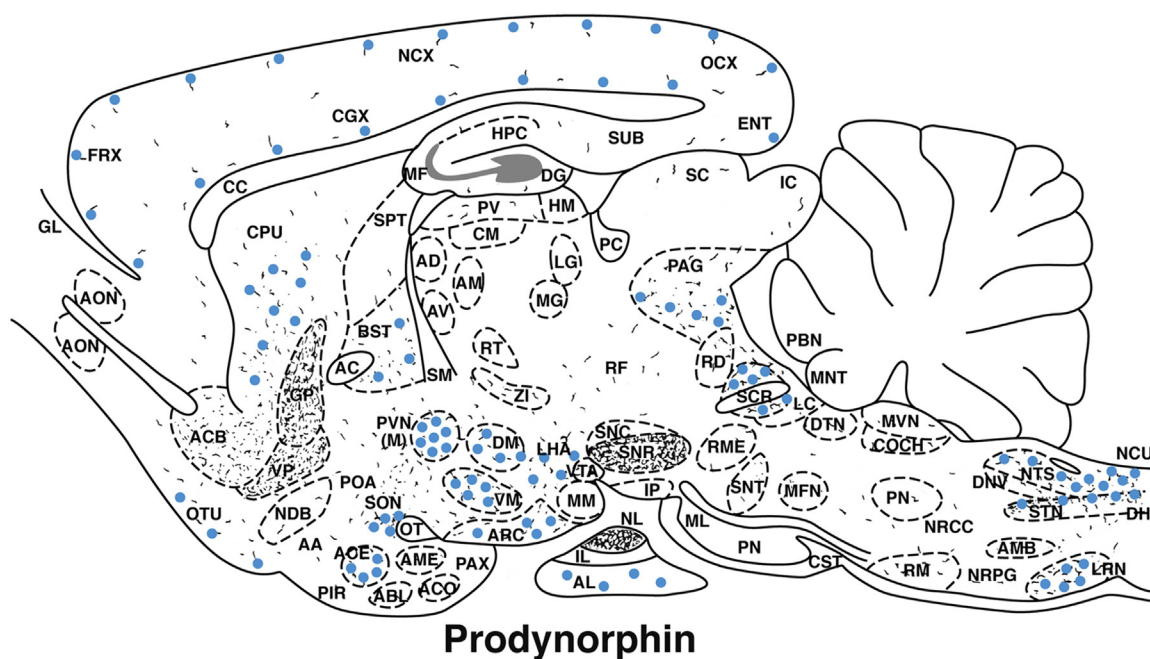 NCX
OCX
CGX
HPC
SUB
ENT
FRX
MF
DG
SC
IC
CC
SPT
PV
HM
GL
CPU
CM
PC
AD
LG
PAG
AON
AM
MG
AV
AON
BST
RT
PBN
RD
AC
SM
RF
MNT
GP
ZI
SCR
LC
ACB
PVN
(M)
DM
LHA
SNC
SNR
RME
DTN
MVN
COCH
VP
VTA
NCU
POA
VM
MM
IP
SNT
MFN
DNV
NTS
OTU
NDB
SON
OT
ARC
NL
ML
PN
STN
DH
NRCC
AA
AOE
AME
PAX
IL
PN
CST
AMB
PIR
ABL
ACO
AL
RM
NRPG
LRN
Prodynorphin